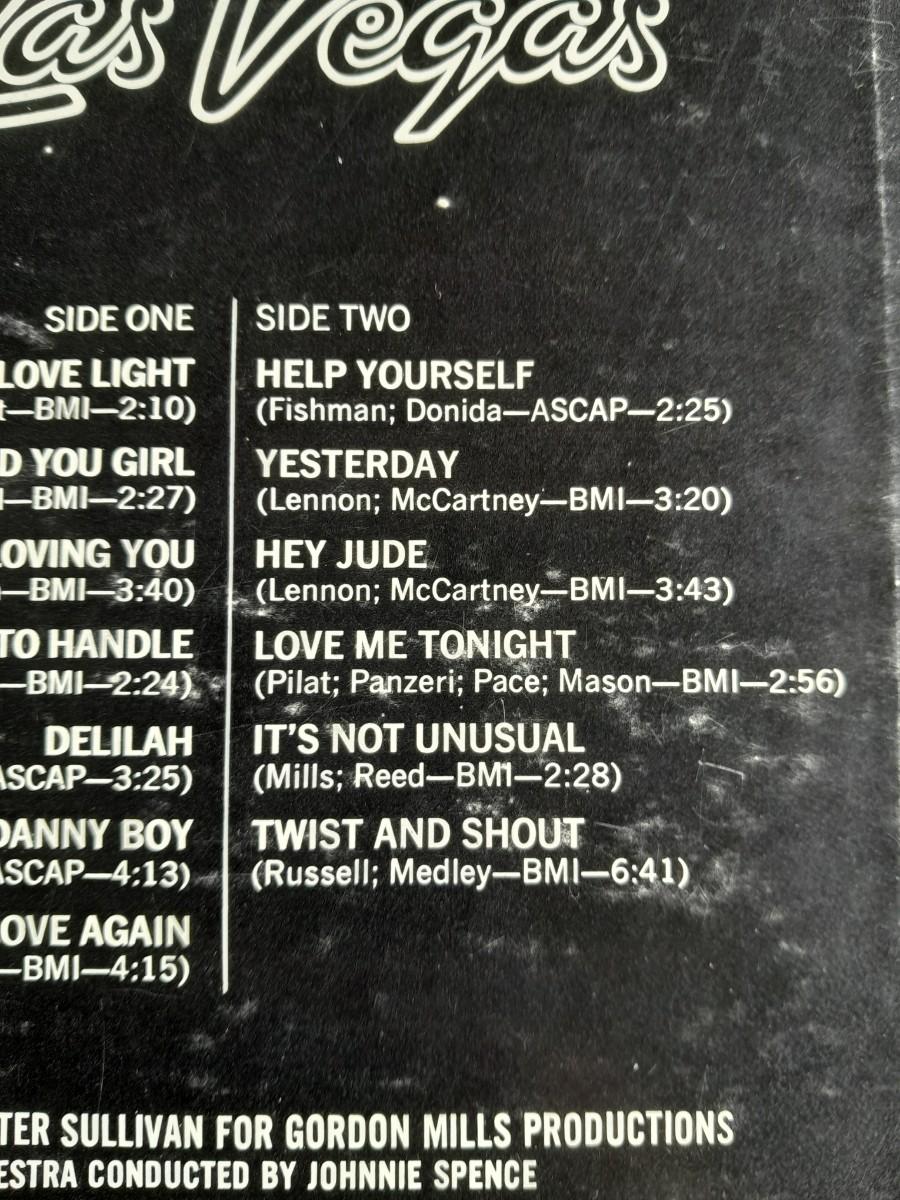 Las Vegas
SIDE ONE
LOVE LIGHT
t—BMI—2:10)
D YOU GIRL
—BMI—2:27)
LOVING YOU
—BMI—3:40)
TO HANDLE
—BMI—2:24)
DELILAH
ASCAP—3:25)
DANNY BOY
ASCAP—4:13)
OVE AGAIN
—BMI—4:15)
SIDE TWO
HELP YOURSELF
(Fishman; Donida—ASCAP—2:25)
YESTERDAY
(Lennon; McCartney—BMI—3:20)
HEY JUDE
(Lennon; McCartney—BMI—3:43)
LOVE ME TONIGHT
(Pilat; Panzeri; Pace; Mason—BMI—2:56)
IT'S NOT UNUSUAL
(Mills; Reed—BMI—2:28)
TWIST AND SHOUT
(Russell; Medley—BMI—6:41)
TER SULLIVAN FOR GORDON MILLS PRODUCTIONS
ESTRA CONDUCTED BY JOHNNIE SPENCE